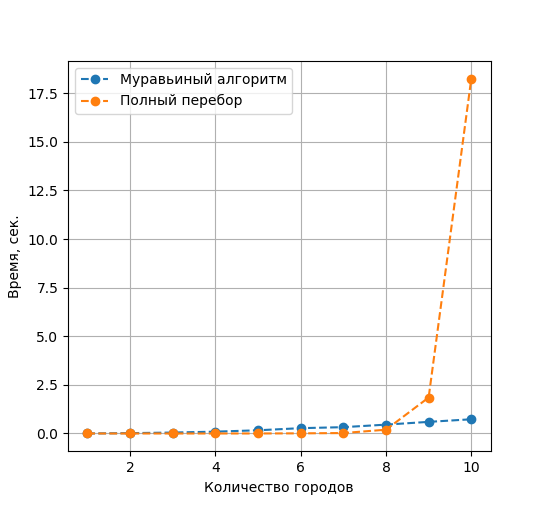 Муравьиный алгоритм
Полный перебор
17.5
15.0
12.5
10.0
7.5
5.0
2.5
0.0
Время, сек.
2 4 6 8 10
Количество городов